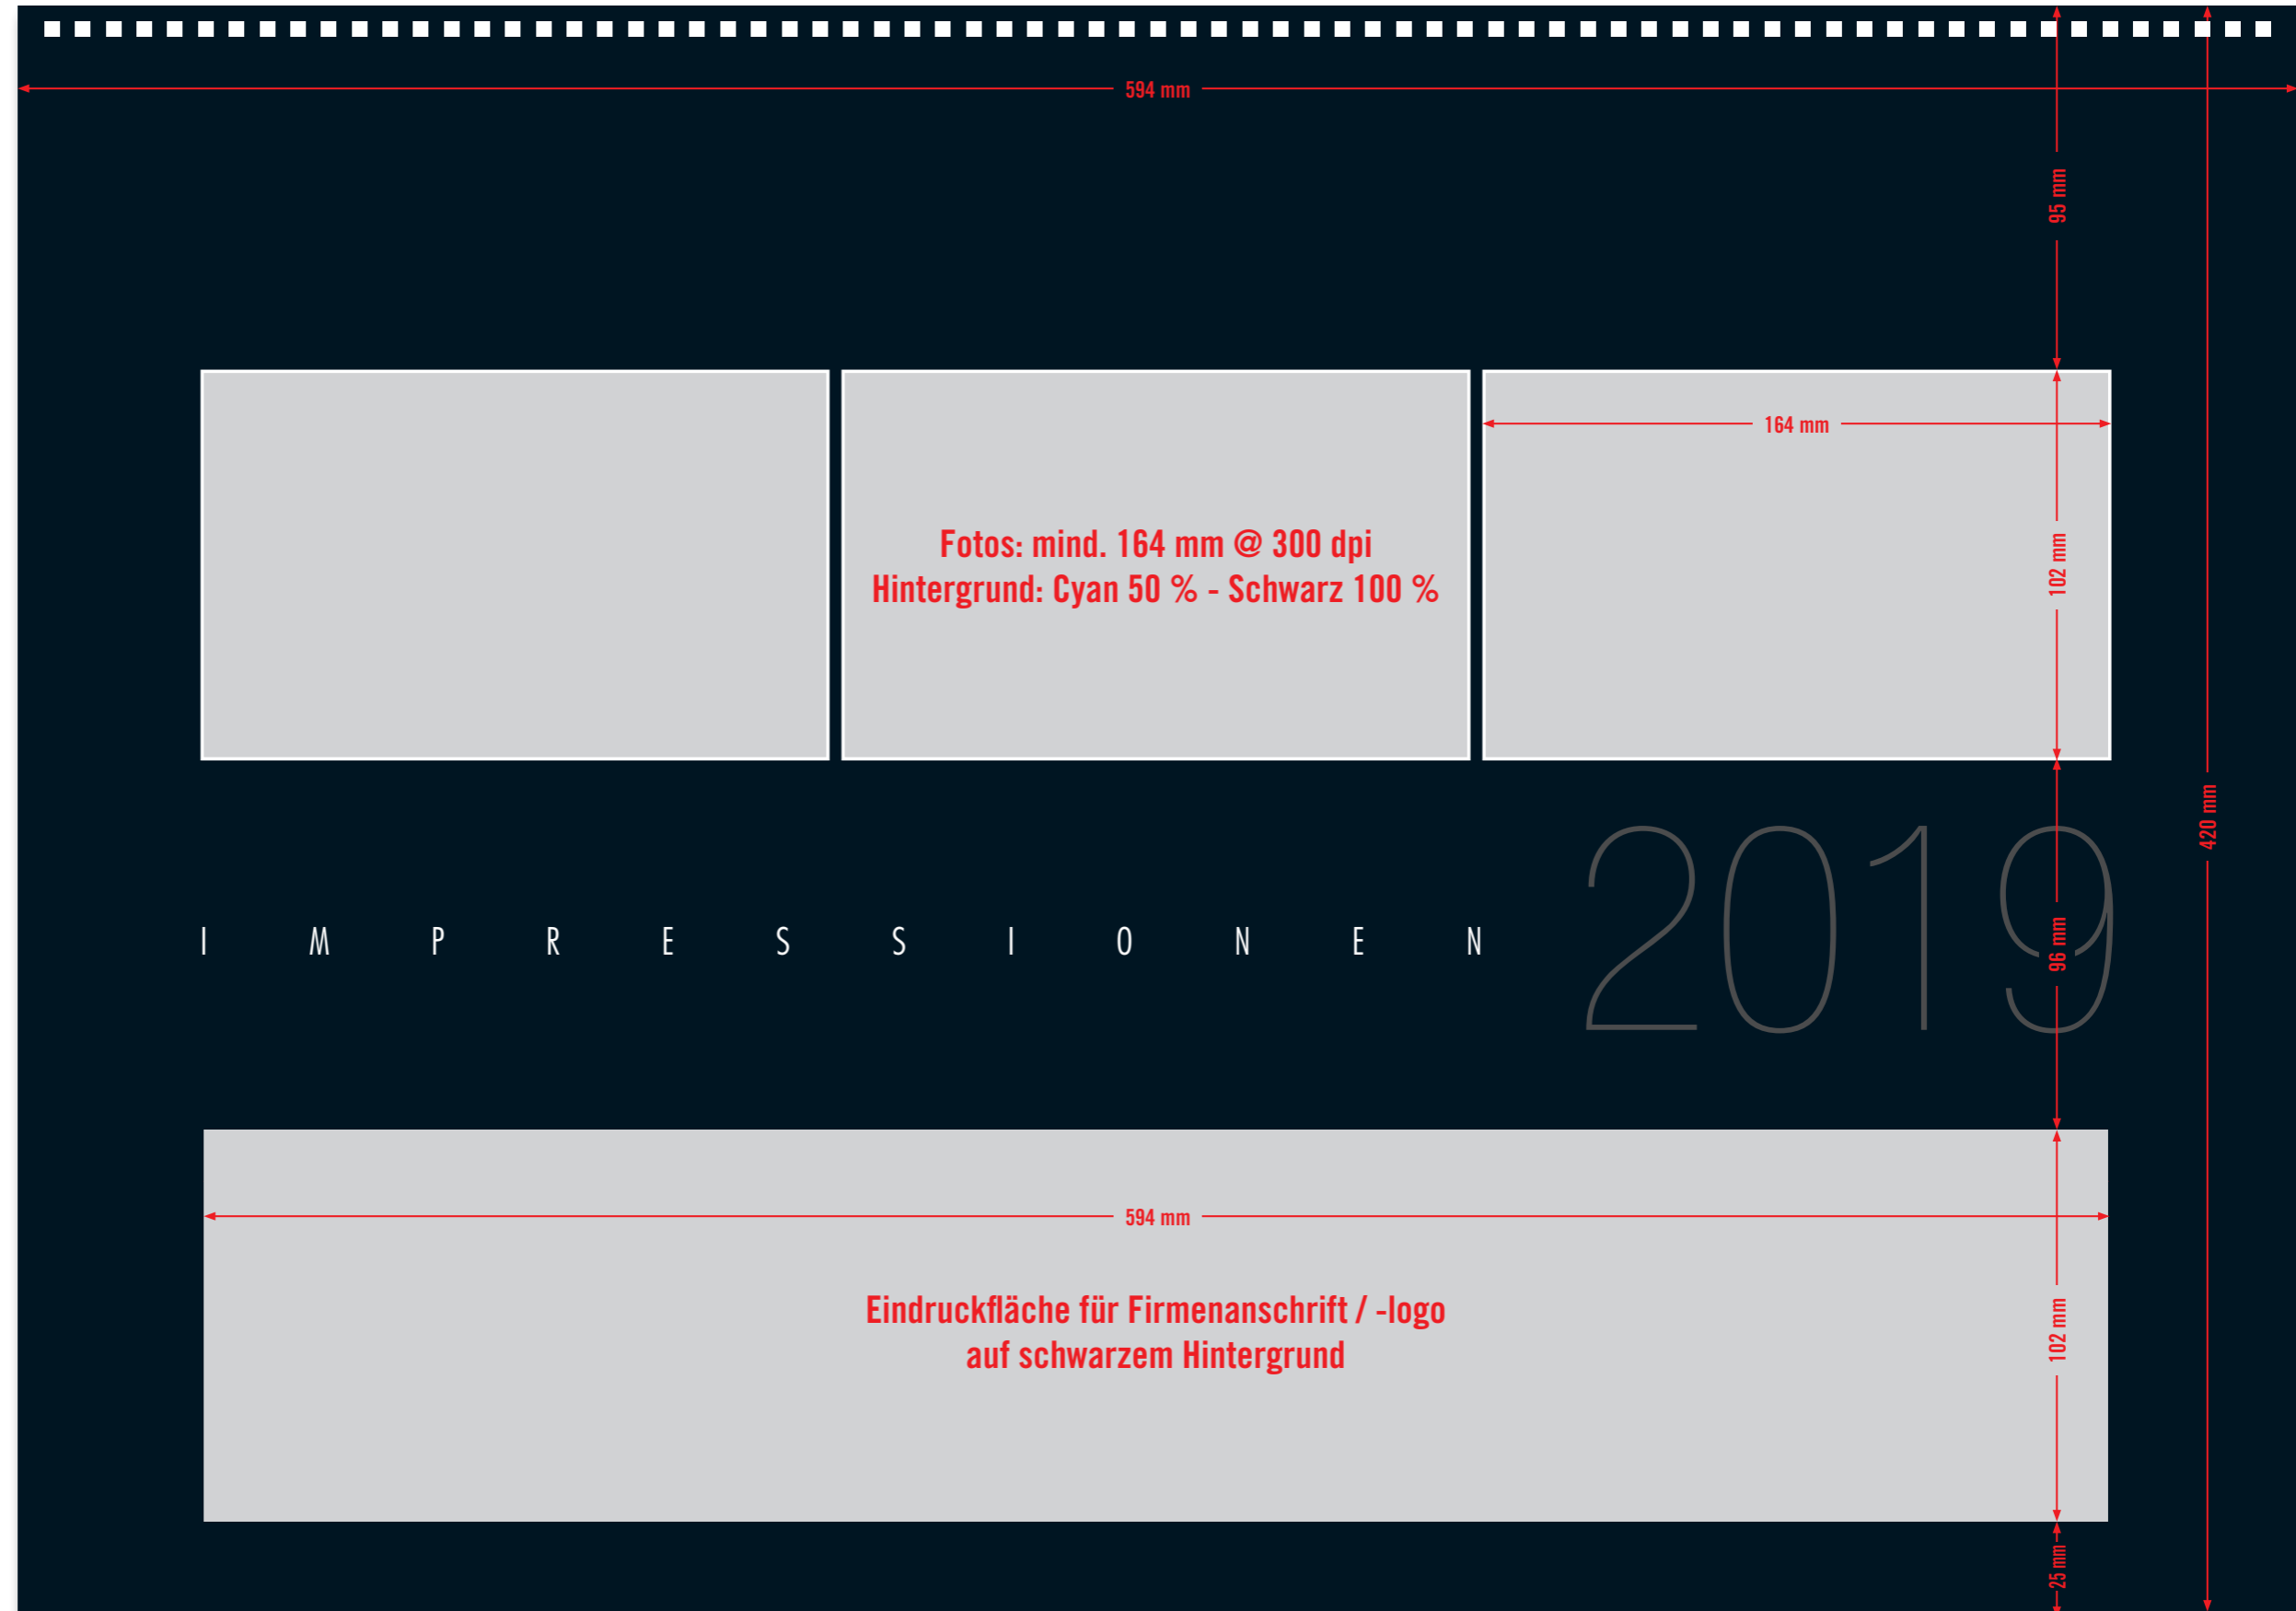 594 mm
95 mm
164 mm
Fotos: mind. 164 mm @ 300 dpi
Hintergrund: Cyan 50 % - Schwarz 100 %
102 mm
420 mm
IMPRESSIONEN
2019
96 mm
594 mm
Eindruckfläche für Firmenanschrift / -logo
auf schwarzem Hintergrund
102 mm
25 mm